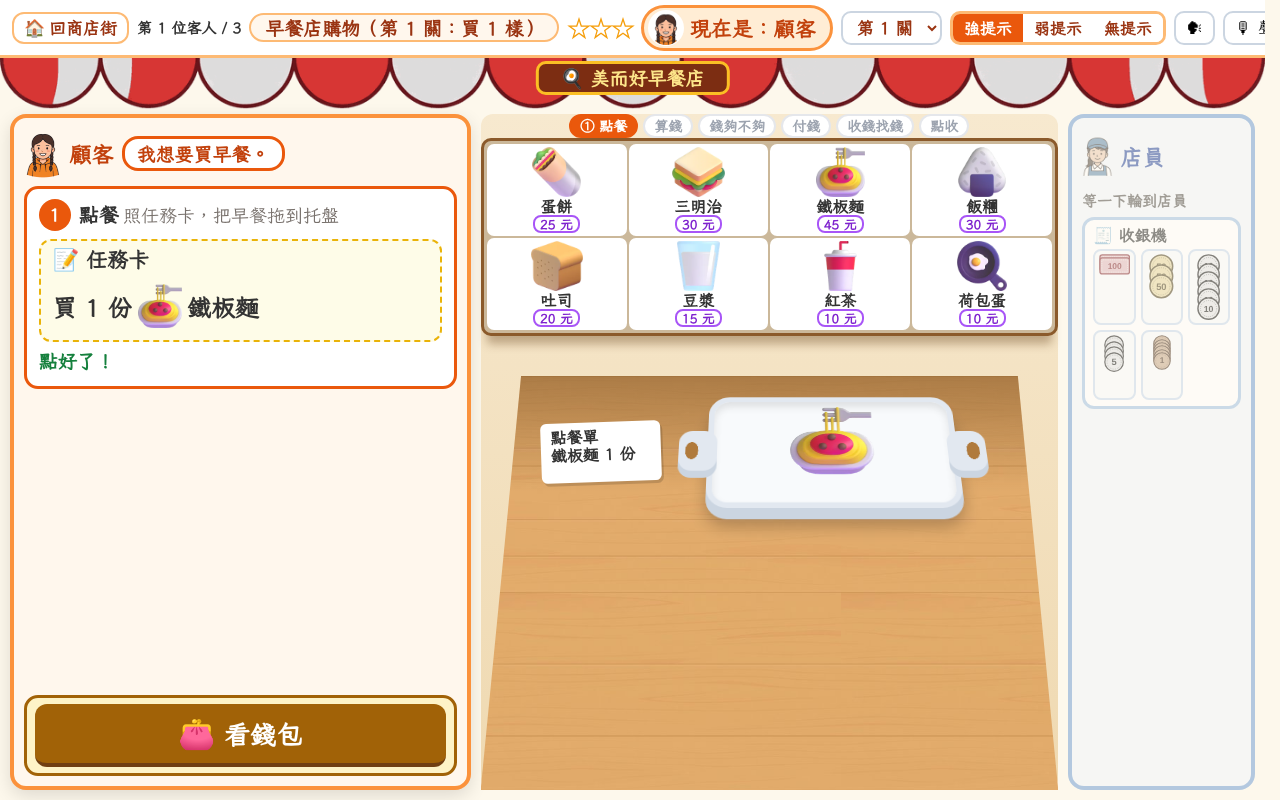 回商店街
第 1 位客人 / 3
早餐店購物（第 1 關：買 1 樣）
現在是：顧客
第 1 關
強提示
弱提示
無提示
美而好早餐店
顧客
我想要買早餐。
1 點餐 照任務卡，把早餐拖到托盤
任務卡
買 1 份 鐵板麵
點好了！
看錢包
① 點餐
算錢
錢夠不夠
付錢
收錢找錢
點收
蛋餅
25 元
三明治
30 元
鐵板麵
45 元
飯糰
30 元
吐司
20 元
豆漿
15 元
紅茶
10 元
荷包蛋
10 元
點餐單
鐵板麵 1 份
店員
等一下輪到店員
收銀機
100
50
10
5
1